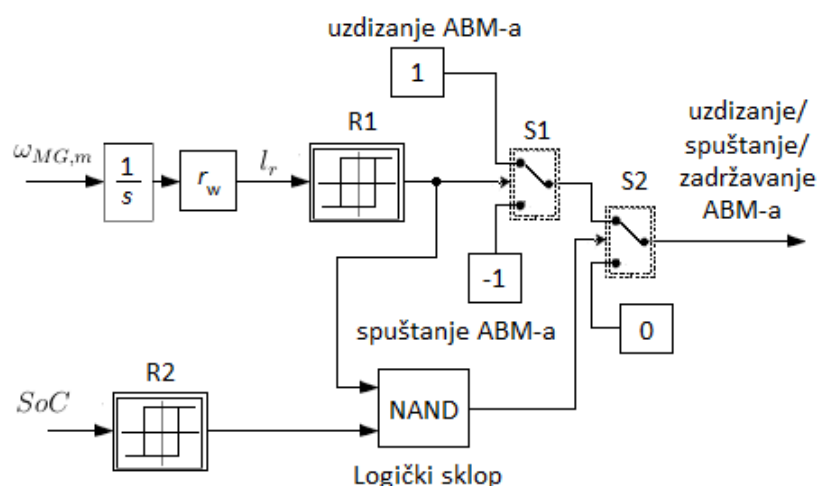 uzdizanje ABM-a
1
R1
S1
uzdizanje/
spuštanje/
zadržavanje
ABM-a
ω_{MG,m}
1/s
r_w
l_r
S2
-1
spuštanje ABM-a
0
R2
SoC
NAND
Logički sklop